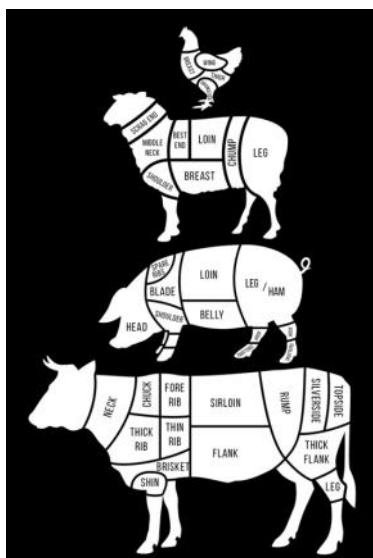 BREAST
WING
THIGH
SCRAG END
MIDDLE
NECK
BEST
END
LOIN
CHUMP
LEG
SHOULDER
BREAST
SPARE
RIBS
LOIN
LEG
/ HAM
BLADE
SHOULDER
BELLY
HEAD
NECK
CHUCK
FORE
RIB
SIRLOIN
RUMP
SILVERSIDE
TOPSIDE
THICK
RIB
THIN
RIB
FLANK
THICK
FLANK
BRISKET
SHIN
LEG